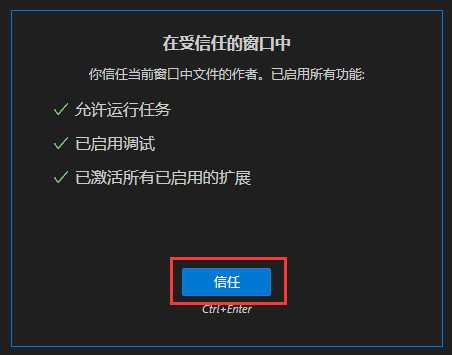 在受信任的窗口中
你信任当前窗口中文件的作者。已启用所有功能:
允许运行任务
已启用调试
已激活所有已启用的扩展
信任
Ctrl+Enter